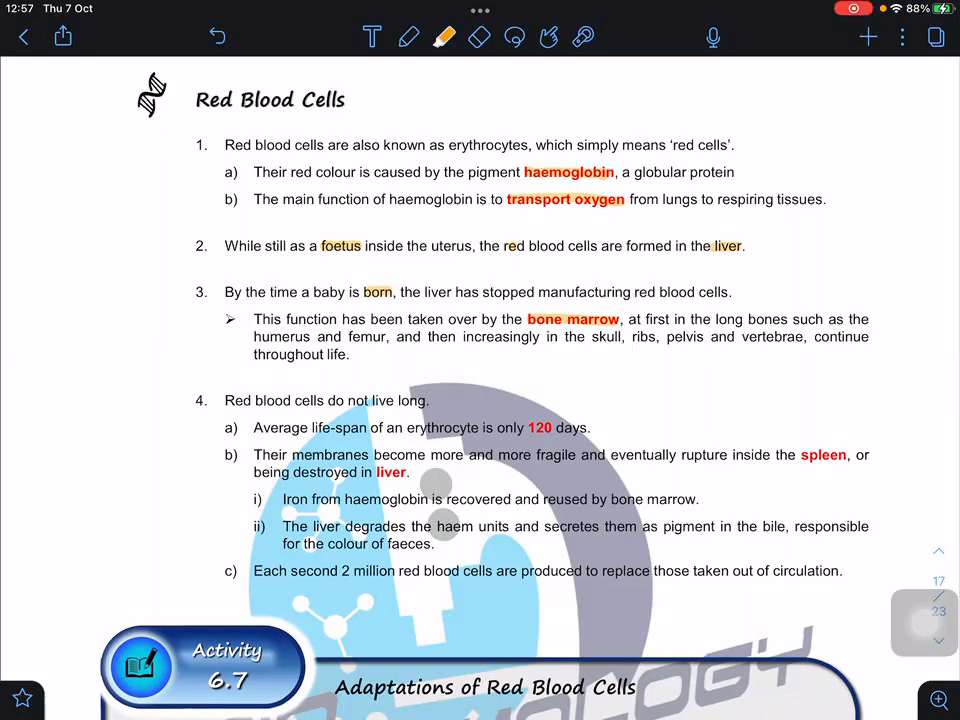 12:57 Thu 7 Oct
88%
Red Blood Cells
1. Red blood cells are also known as erythrocytes, which simply means ‘red cells’.
a) Their red colour is caused by the pigment haemoglobin, a globular protein
b) The main function of haemoglobin is to transport oxygen from lungs to respiring tissues.
2. While still as a foetus inside the uterus, the red blood cells are formed in the liver.
3. By the time a baby is born, the liver has stopped manufacturing red blood cells.
➢ This function has been taken over by the bone marrow, at first in the long bones such as the
humerus and femur, and then increasingly in the skull, ribs, pelvis and vertebrae, continue
throughout life.
4. Red blood cells do not live long.
a) Average life-span of an erythrocyte is only 120 days.
b) Their membranes become more and more fragile and eventually rupture inside the spleen, or
being destroyed in liver.
i) Iron from haemoglobin is recovered and reused by bone marrow.
ii) The liver degrades the haem units and secretes them as pigment in the bile, responsible
for the colour of faeces.
c) Each second 2 million red blood cells are produced to replace those taken out of circulation.
17
/
23
Activity
6.7
Adaptations of Red Blood Cells